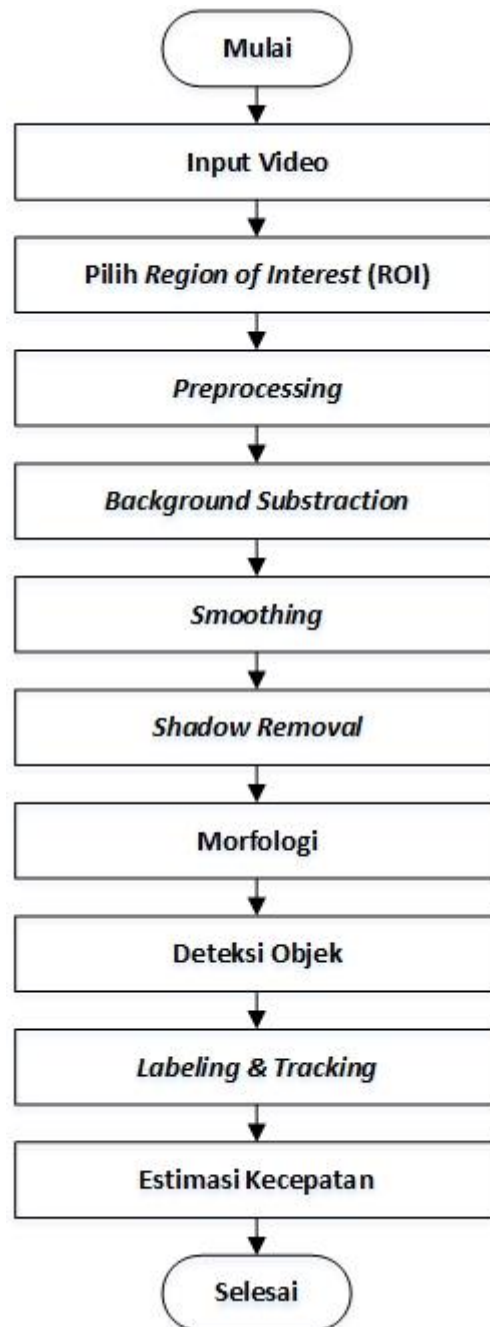 Mulai
Input Video
Pilih Region of Interest (ROI)
Preprocessing
Background Substraction
Smoothing
Shadow Removal
Morfologi
Deteksi Objek
Labeling & Tracking
Estimasi Kecepatan
Selesai